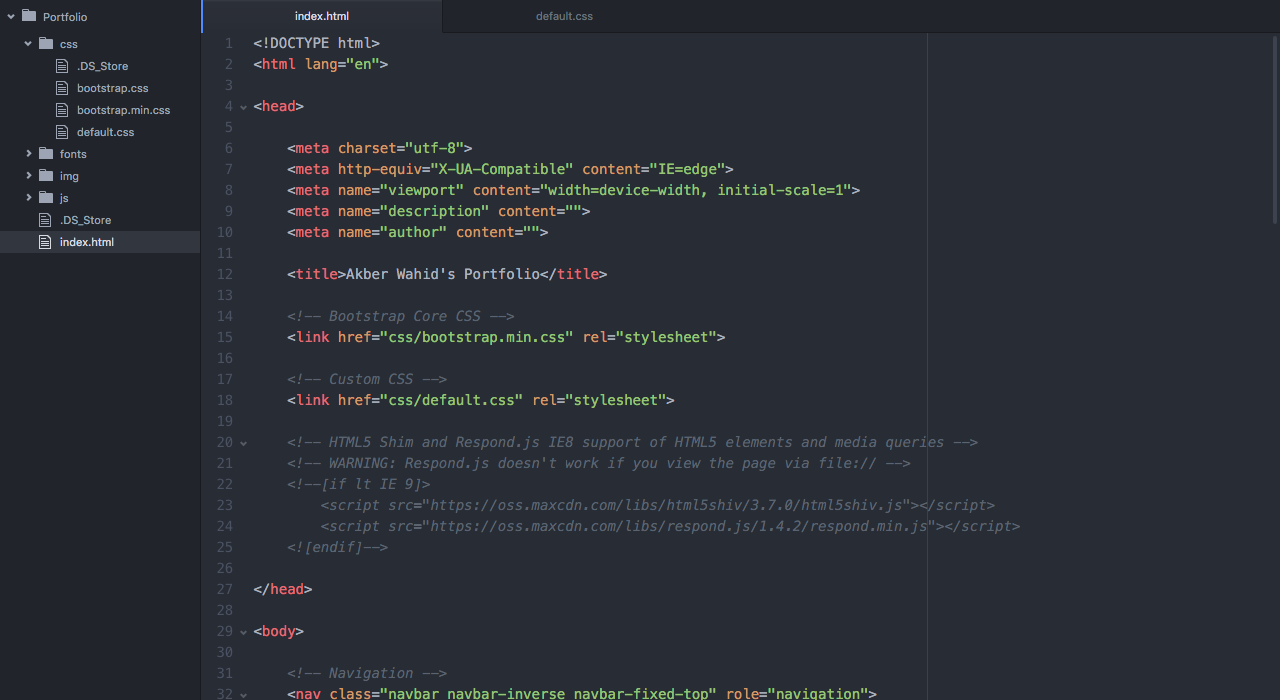 Portfolio
css
.DS_Store
bootstrap.css
bootstrap.min.css
default.css
fonts
img
js
.DS_Store
index.html
index.html
default.css
1 <!DOCTYPE html>
2 <html lang="en">
3
4 <head>
5
6     <meta charset="utf-8">
7     <meta http-equiv="X-UA-Compatible" content="IE=edge">
8     <meta name="viewport" content="width=device-width, initial-scale=1">
9     <meta name="description" content="">
10     <meta name="author" content="">
11
12     <title>Akber Wahid's Portfolio</title>
13
14     <!-- Bootstrap Core CSS -->
15     <link href="css/bootstrap.min.css" rel="stylesheet">
16
17     <!-- Custom CSS -->
18     <link href="css/default.css" rel="stylesheet">
19
20     <!-- HTML5 Shim and Respond.js IE8 support of HTML5 elements and media queries -->
21     <!-- WARNING: Respond.js doesn't work if you view the page via file:// -->
22     <!--[if lt IE 9]>
23         <script src="https://oss.maxcdn.com/libs/html5shiv/3.7.0/html5shiv.js"></script>
24         <script src="https://oss.maxcdn.com/libs/respond.js/1.4.2/respond.min.js"></script>
25     <![endif]-->
26
27 </head>
28
29 <body>
30
31     <!-- Navigation -->
32     <nav class="navbar navbar-inverse navbar-fixed-top" role="navigation">